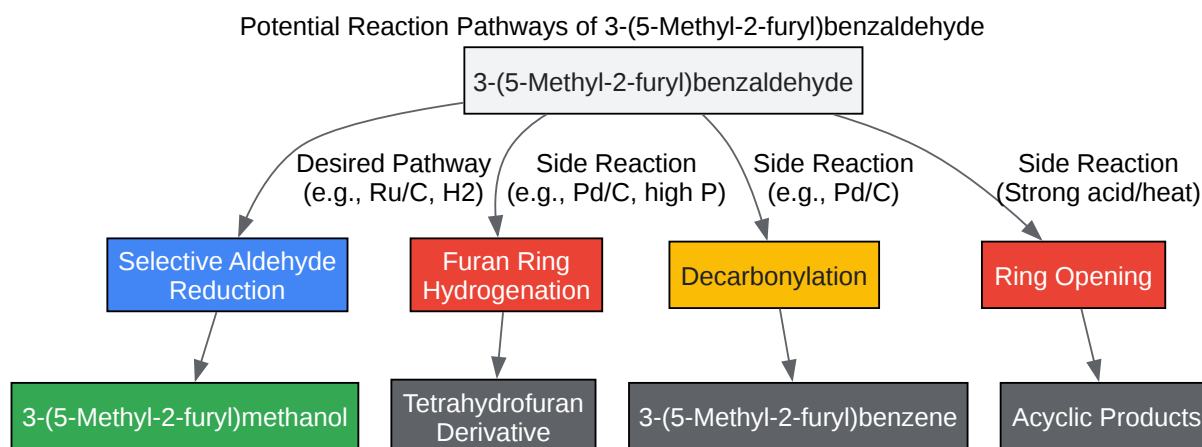 Potential Reaction Pathways of 3-(5-Methyl-2-furyl)benzaldehyde
3-(5-Methyl-2-furyl)benzaldehyde
Desired Pathway
(e.g., Ru/C, H2)
Side Reaction
(e.g., Pd/C, high P)
Side Reaction
(e.g., Pd/C)
Side Reaction
(Strong acid/heat)
Selective Aldehyde
Reduction
Furan Ring
Hydrogenation
Decarbonylation
Ring Opening
3-(5-Methyl-2-furyl)methanol
Tetrahydrofuran
Derivative
3-(5-Methyl-2-furyl)benzene
Acyclic Products